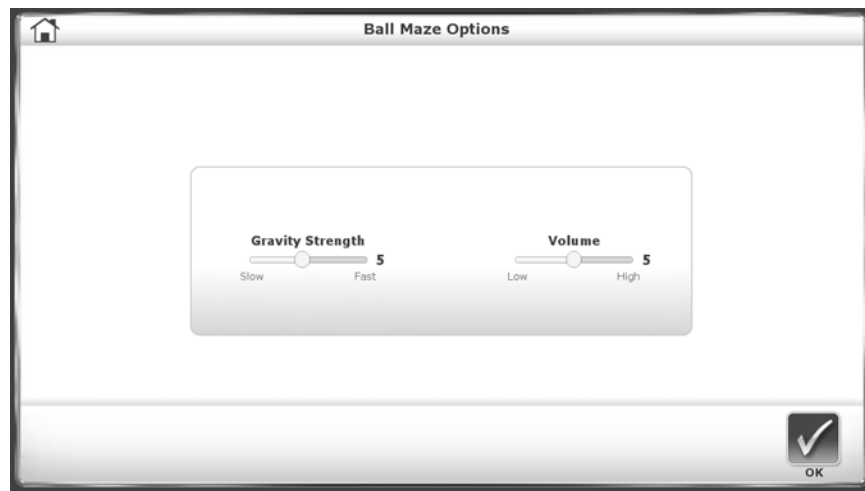 Ball Maze Options
Gravity Strength
5
Slow Fast
Volume
5
Low High
OK